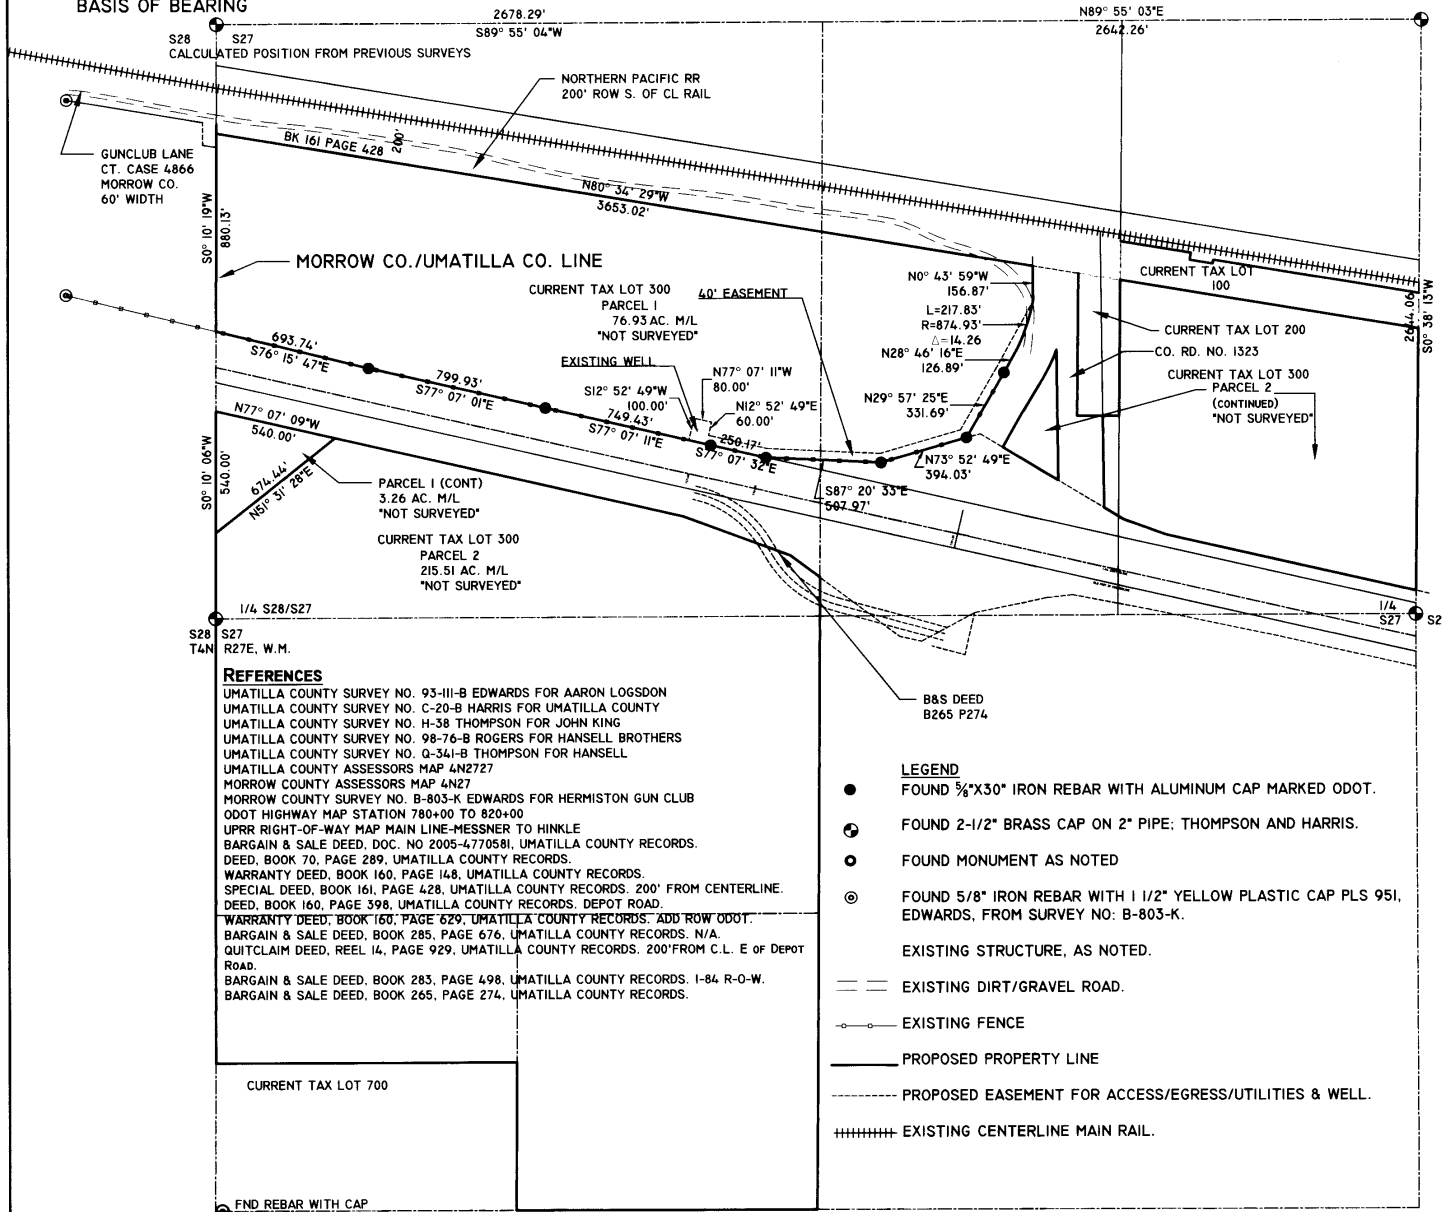 BASIS OF BEARING
2678.29'
S89° 55' 04"W
N89° 55' 03"E
2642.26'
S28 S27
CALCULATED POSITION FROM PREVIOUS SURVEYS
NORTHERN PACIFIC RR
200' ROW S. OF CL RAIL
BK 161 PAGE 428
200'
GUNCLUB LANE
CT. CASE 4866
MORROW CO.
60' WIDTH
N80° 34' 29"W
3653.02'
S0° 10' 19"W
880.13'
MORROW CO./UMATILLA CO. LINE
N0° 43' 59"W
156.87'
L=217.83'
R=874.93'
△=14.26
N28° 46' 16"E
126.89'
N29° 57' 25"E
331.69'
CURRENT TAX LOT
100
2644.06'
S0° 38' 13"W
CURRENT TAX LOT 300
PARCEL 1
76.93 AC. M/L
"NOT SURVEYED"
40' EASEMENT
EXISTING WELL
CURRENT TAX LOT 200
CO. RD. NO. 1323
CURRENT TAX LOT 300
PARCEL 2
(CONTINUED)
"NOT SURVEYED"
693.74'
S76° 15' 47"E
799.93'
S77° 07' 01"E
S12° 52' 49"W
100.00'
N77° 07' 11"W
80.00'
N12° 52' 49"E
60.00'
749.43'
S77° 07' 11"E
250.17'
S77° 07' 32"E
N73° 52' 49"E
394.03'
S87° 20' 33"E
507.97'
N77° 07' 09"W
540.00'
S0° 10' 06"W
540.00'
674.44'
N51° 31' 28"E
PARCEL 1 (CONT)
3.26 AC. M/L
"NOT SURVEYED"
CURRENT TAX LOT 300
PARCEL 2
215.51 AC. M/L
"NOT SURVEYED"
1/4 S28/S27
1/4
S27 S2
S28 S27
T4N R27E, W.M.
B&S DEED
B265 P274
REFERENCES
UMATILLA COUNTY SURVEY NO. 93-111-B EDWARDS FOR AARON LOGSDON
UMATILLA COUNTY SURVEY NO. C-20-B HARRIS FOR UMATILLA COUNTY
UMATILLA COUNTY SURVEY NO. H-38 THOMPSON FOR JOHN KING
UMATILLA COUNTY SURVEY NO. 98-76-B ROGERS FOR HANSELL BROTHERS
UMATILLA COUNTY SURVEY NO. Q-341-B THOMPSON FOR HANSELL
UMATILLA COUNTY ASSESSORS MAP 4N2727
MORROW COUNTY ASSESSORS MAP 4N27
MORROW COUNTY SURVEY NO. B-803-K EDWARDS FOR HERMISTON GUN CLUB
ODOT HIGHWAY MAP STATION 780+00 TO 820+00
UPRR RIGHT-OF-WAY MAP MAIN LINE-MESSNER TO HINKLE
BARGAIN & SALE DEED, DOC. NO 2005-4770581, UMATILLA COUNTY RECORDS.
DEED, BOOK 70, PAGE 289, UMATILLA COUNTY RECORDS.
WARRANTY DEED, BOOK 160, PAGE 148, UMATILLA COUNTY RECORDS.
SPECIAL DEED, BOOK 161, PAGE 428, UMATILLA COUNTY RECORDS. 200' FROM CENTERLINE.
DEED, BOOK 160, PAGE 398, UMATILLA COUNTY RECORDS. DEPOT ROAD.
WARRANTY DEED, BOOK 160, PAGE 629, UMATILLA COUNTY RECORDS. ADD ROW ODOT.
BARGAIN & SALE DEED, BOOK 285, PAGE 676, UMATILLA COUNTY RECORDS. N/A.
QUITCLAIM DEED, REEL 14, PAGE 929, UMATILLA COUNTY RECORDS. 200'FROM C.L. E OF DEPOT
ROAD.
BARGAIN & SALE DEED, BOOK 283, PAGE 498, UMATILLA COUNTY RECORDS. I-84 R-O-W.
BARGAIN & SALE DEED, BOOK 265, PAGE 274, UMATILLA COUNTY RECORDS.
LEGEND
FOUND 5/8"X30" IRON REBAR WITH ALUMINUM CAP MARKED ODOT.
FOUND 2-1/2" BRASS CAP ON 2" PIPE; THOMPSON AND HARRIS.
FOUND MONUMENT AS NOTED
FOUND 5/8" IRON REBAR WITH 1 1/2" YELLOW PLASTIC CAP PLS 951,
EDWARDS, FROM SURVEY NO: B-803-K.
EXISTING STRUCTURE, AS NOTED.
EXISTING DIRT/GRAVEL ROAD.
EXISTING FENCE
PROPOSED PROPERTY LINE
PROPOSED EASEMENT FOR ACCESS/EGRESS/UTILITIES & WELL.
EXISTING CENTERLINE MAIN RAIL.
CURRENT TAX LOT 700
FND REBAR WITH CAP